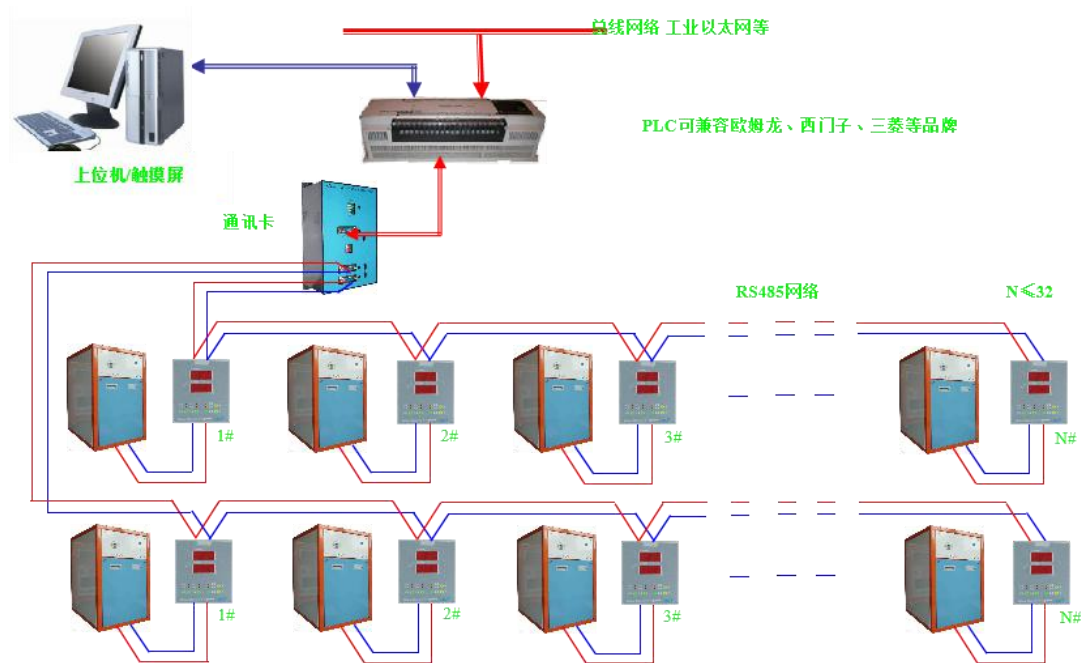 总线网络 工业以太网等
PLC可兼容欧姆龙、西门子、三菱等品牌
上位机/触摸屏
通讯卡
RS485网络
N≤32
1#
2#
3#
N#
1#
2#
3#
N#